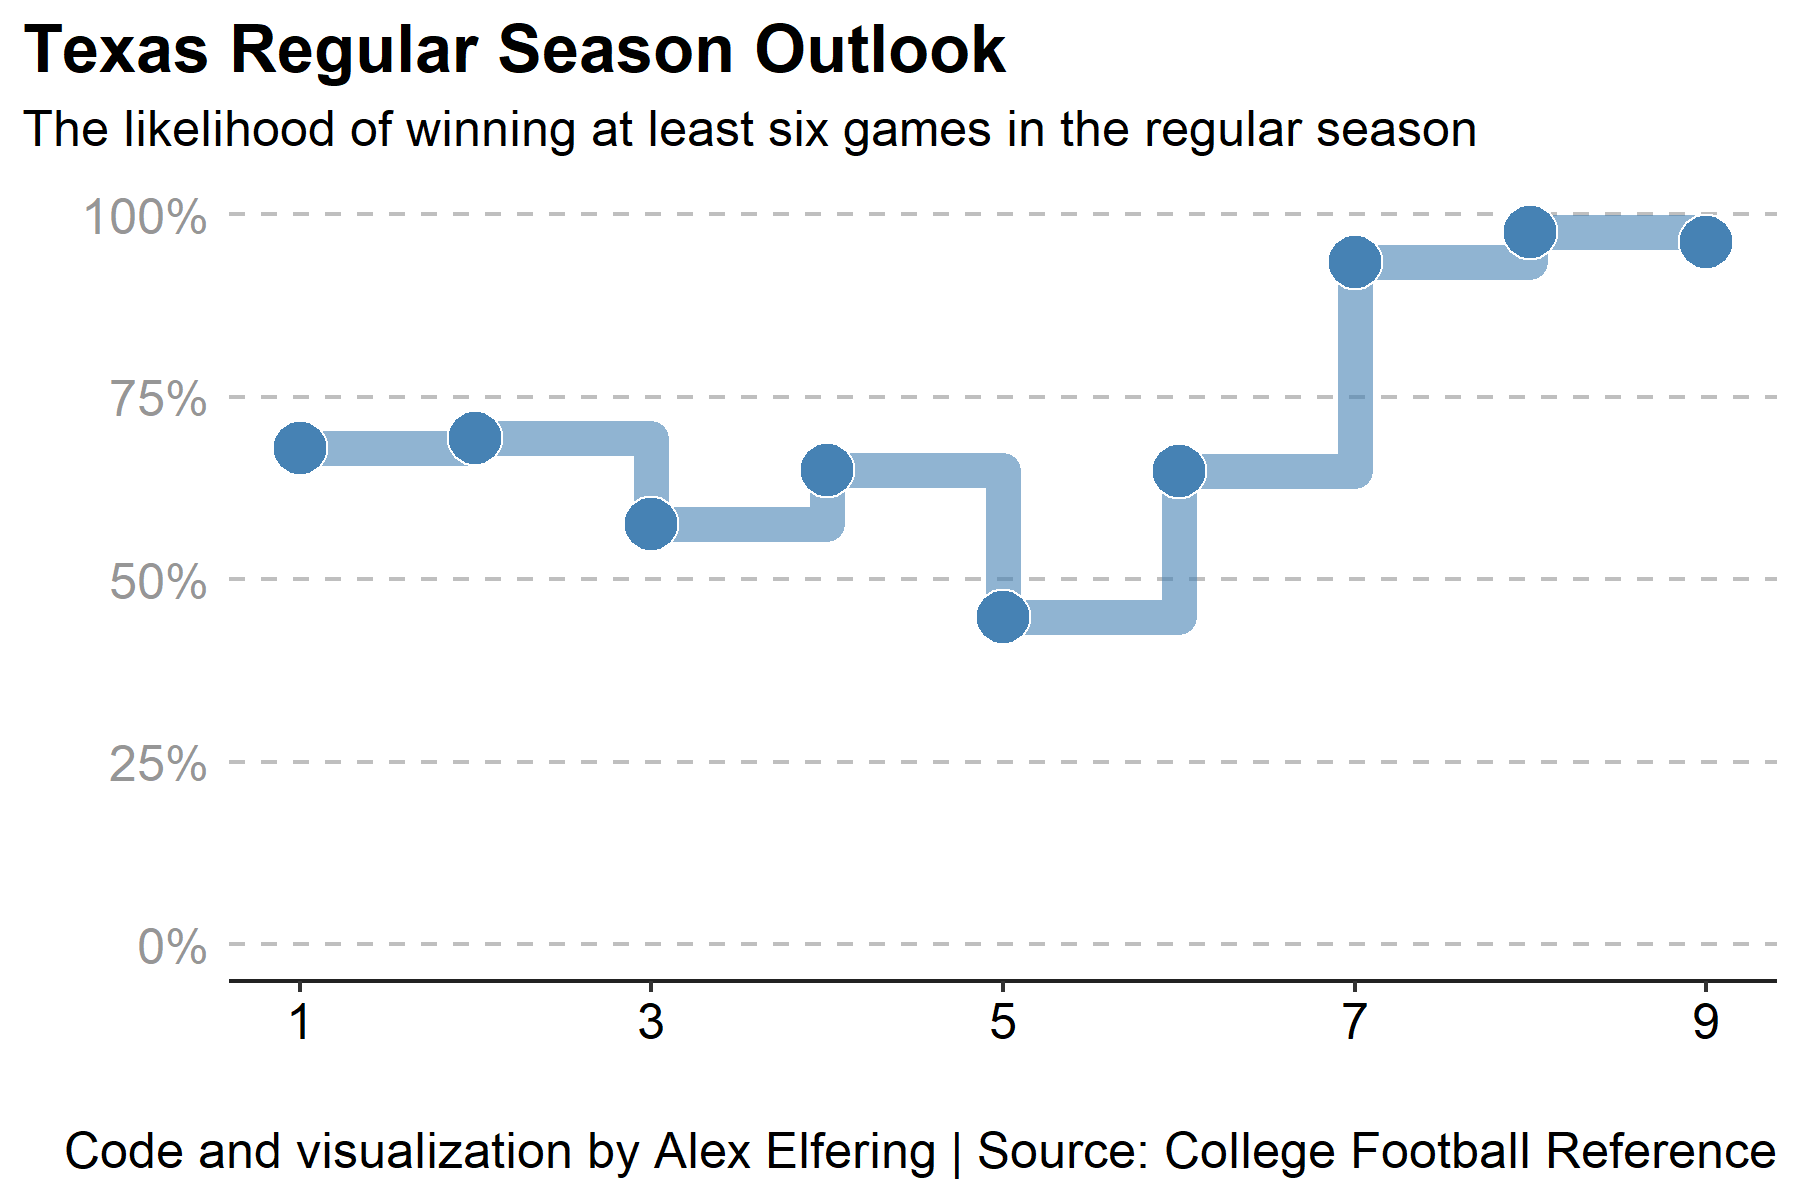 Texas Regular Season Outlook
The likelihood of winning at least six games in the regular season
100%
75%
50%
25%
0%
1 3 5 7 9
Code and visualization by Alex Elfering | Source: College Football Reference